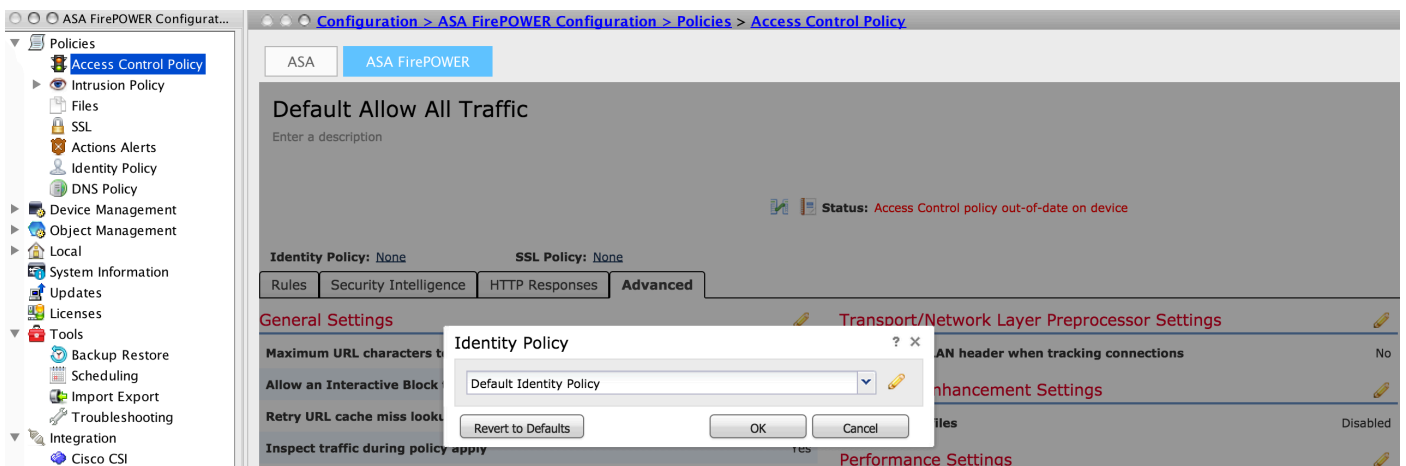 ASA FirePOWER Configurat...
Policies
Access Control Policy
Intrusion Policy
Files
SSL
Actions Alerts
Identity Policy
DNS Policy
Device Management
Object Management
Local
System Information
Updates
Licenses
Tools
Backup Restore
Scheduling
Import Export
Troubleshooting
Integration
Cisco CSI
Configuration > ASA FirePOWER Configuration > Policies > Access Control Policy
ASA
ASA FirePOWER
Default Allow All Traffic
Enter a description
Status: Access Control policy out-of-date on device
Identity Policy: None
SSL Policy: None
Rules
Security Intelligence
HTTP Responses
Advanced
General Settings
Maximum URL characters t
Allow an Interactive Block
Retry URL cache miss looku
Inspect traffic during policy apply
Yes
Transport/Network Layer Preprocessor Settings
LAN header when tracking connections
No
nhancement Settings
iles
Disabled
Performance Settings
Identity Policy
? ×
Default Identity Policy
Revert to Defaults
OK
Cancel